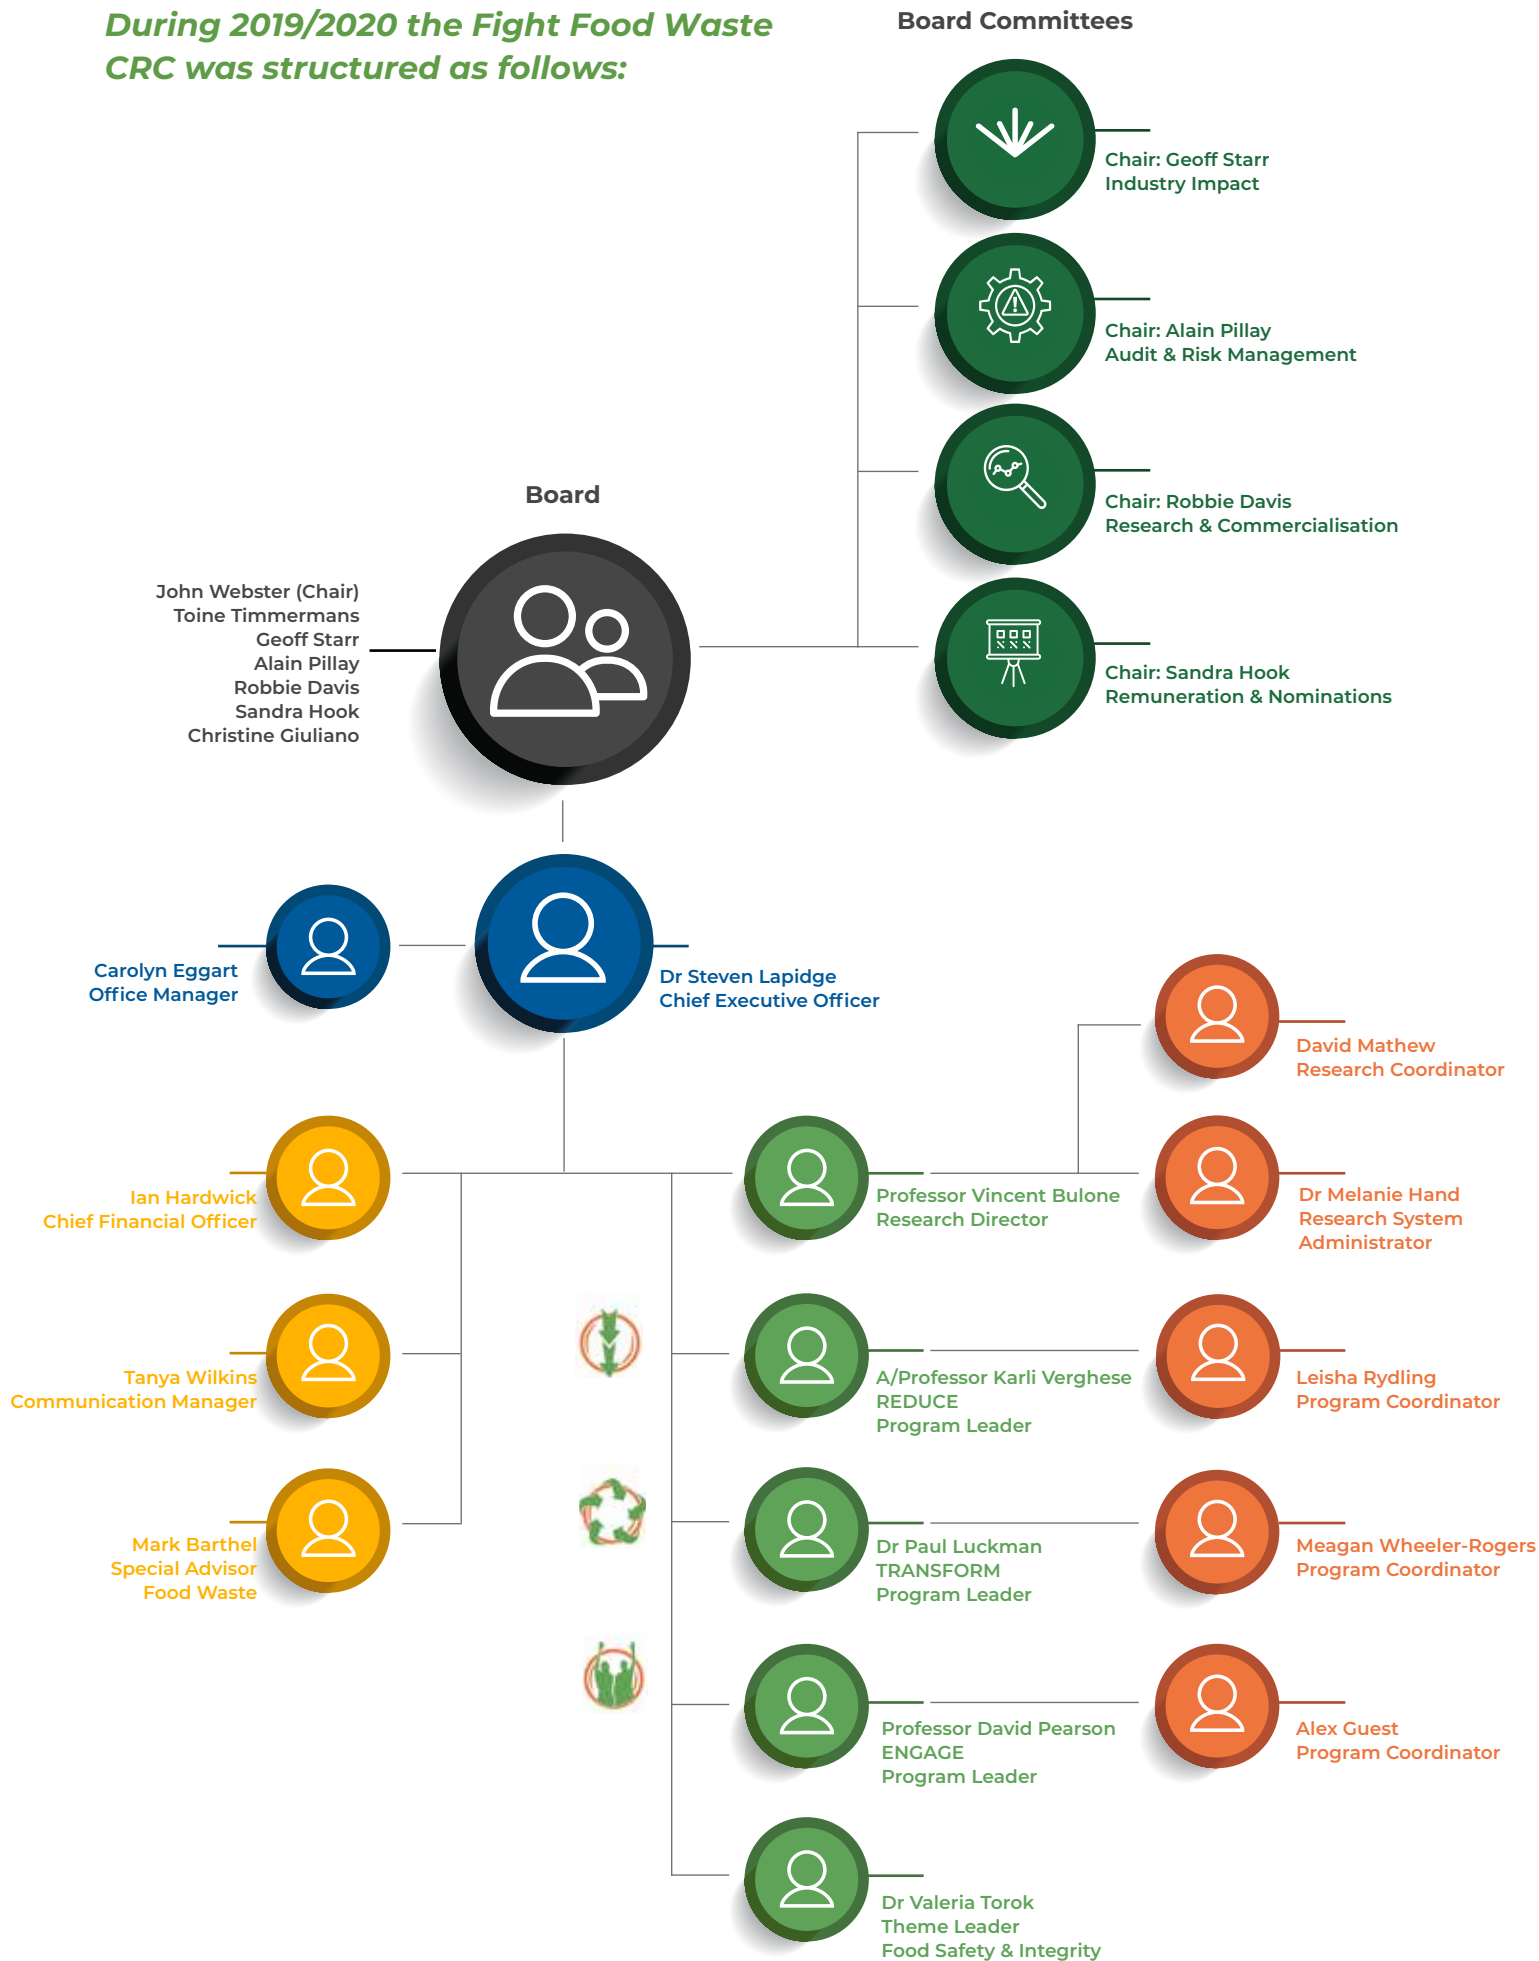 During 2019/2020 the Fight Food Waste
CRC was structured as follows:
Board Committees
Chair: Geoff Starr
Industry Impact
Chair: Alain Pillay
Audit & Risk Management
Chair: Robbie Davis
Research & Commercialisation
Chair: Sandra Hook
Remuneration & Nominations
Board
John Webster (Chair)
Toine Timmermans
Geoff Starr
Alain Pillay
Robbie Davis
Sandra Hook
Christine Giuliano
Carolyn Eggart
Office Manager
Dr Steven Lapidge
Chief Executive Officer
Ian Hardwick
Chief Financial Officer
Tanya Wilkins
Communication Manager
Mark Barthel
Special Advisor
Food Waste
Professor Vincent Bulone
Research Director
David Mathew
Research Coordinator
Dr Melanie Hand
Research System
Administrator
A/Professor Karli Verghese
REDUCE
Program Leader
Leisha Rydling
Program Coordinator
Dr Paul Luckman
TRANSFORM
Program Leader
Meagan Wheeler-Rogers
Program Coordinator
Professor David Pearson
ENGAGE
Program Leader
Alex Guest
Program Coordinator
Dr Valeria Torok
Theme Leader
Food Safety & Integrity